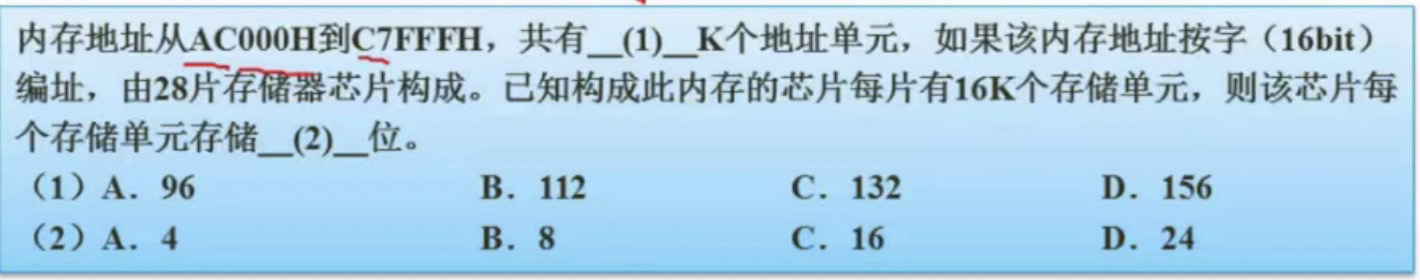 内存地址从AC000H到C7FFFH，共有__(1)__K个地址单元，如果该内存地址按字（16bit）
编址，由28片存储器芯片构成。已知构成此内存的芯片每片有16K个存储单元，则该芯片每
个存储单元存储__(2)__位。
（1）A．96 B．112 C．132 D．156
（2）A．4 B．8 C．16 D．24